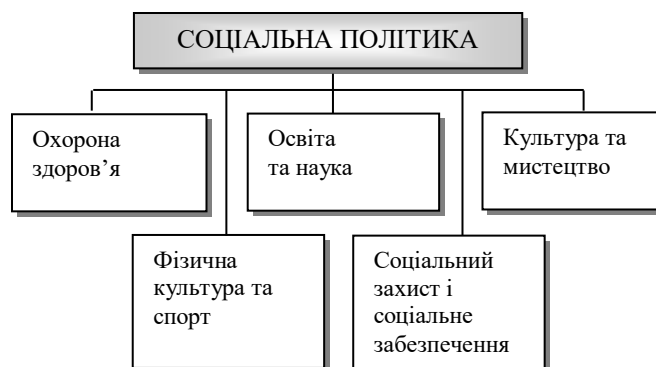 СОЦІАЛЬНА ПОЛІТИКА
Охорона
здоров’я
Освіта
та наука
Культура та
мистецтво
Фізична
культура та
спорт
Соціальний
захист і
соціальне
забезпечення